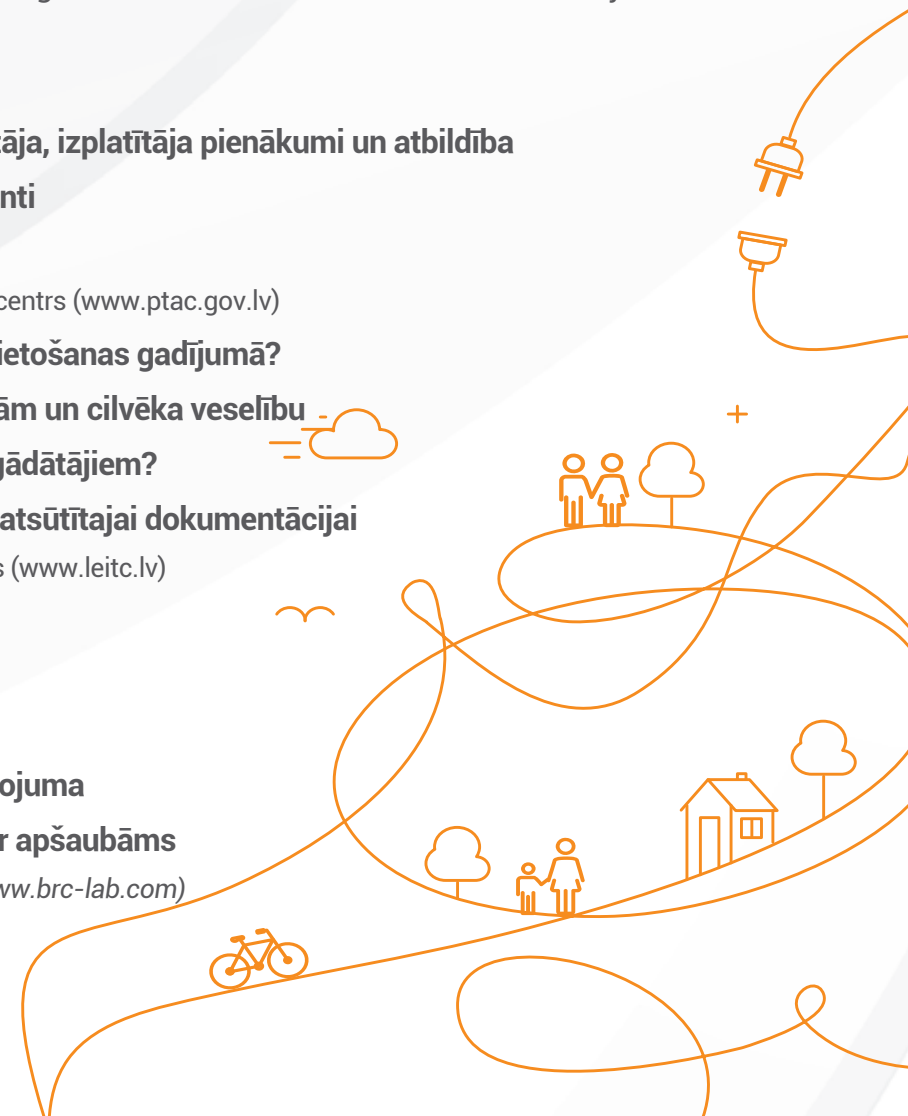 tāja, izplatītāja pienākumi un atbildība
nti
centrs (www.ptac.gov.lv)
ietošanas gadījumā?
ām un cilvēka veselību
gādātājiem?
atsūtītajai dokumentācijai
s (www.leitc.lv)
ojuma
r apšaubāms
ww.brc-lab.com)